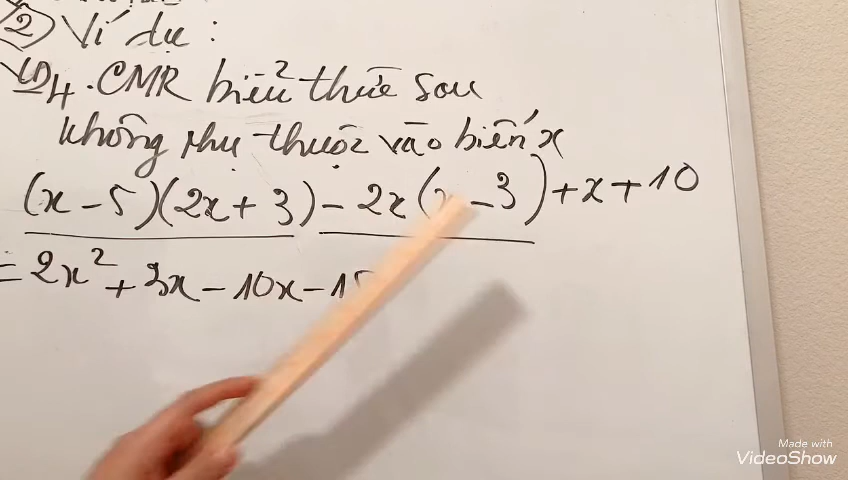 ② Ví dụ :
VD4. CMR biểu thức sau
không phụ thuộc vào biến x
(x - 5)(2x + 3) - 2x(x - 3) + x + 10
= 2x² + 3x - 10x - 15
Made with
VideoShow